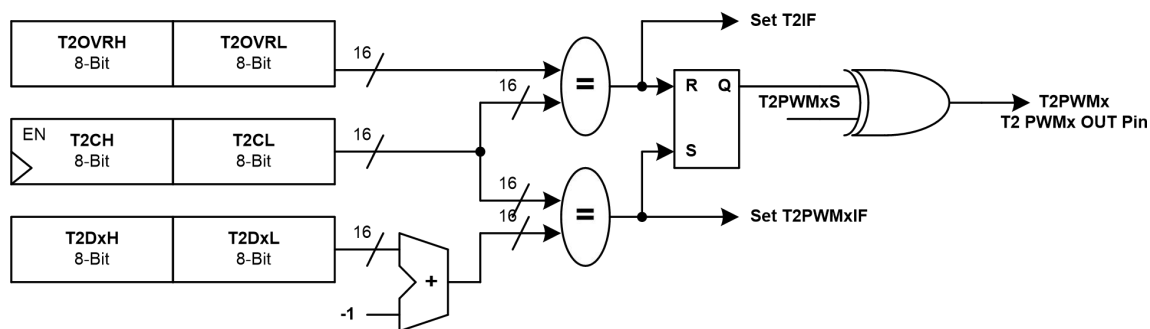 Set T2IF
T2OVRH
8-Bit
T2OVRL
8-Bit
16
=
16
R
Q
T2PWMxS
T2PWMx
T2 PWMx OUT Pin
EN
T2CH
8-Bit
T2CL
8-Bit
16
S
16
=
16
Set T2PWMxIF
T2DxH
8-Bit
T2DxL
8-Bit
16
+
-1